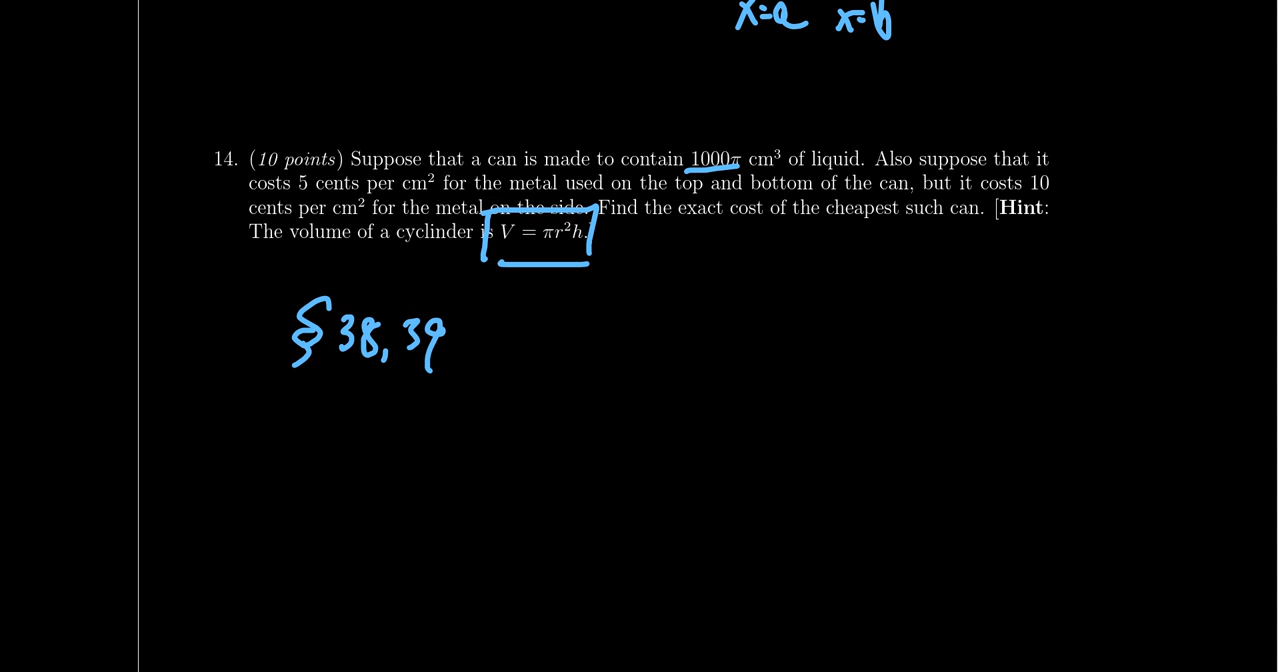 x=a x=b
14. (10 points) Suppose that a can is made to contain 1000π cm³ of liquid. Also suppose that it
costs 5 cents per cm² for the metal used on the top and bottom of the can, but it costs 10
cents per cm² for the metal on the side. Find the exact cost of the cheapest such can. [Hint:
The volume of a cylinder is V = πr²h.
§ 38, 39